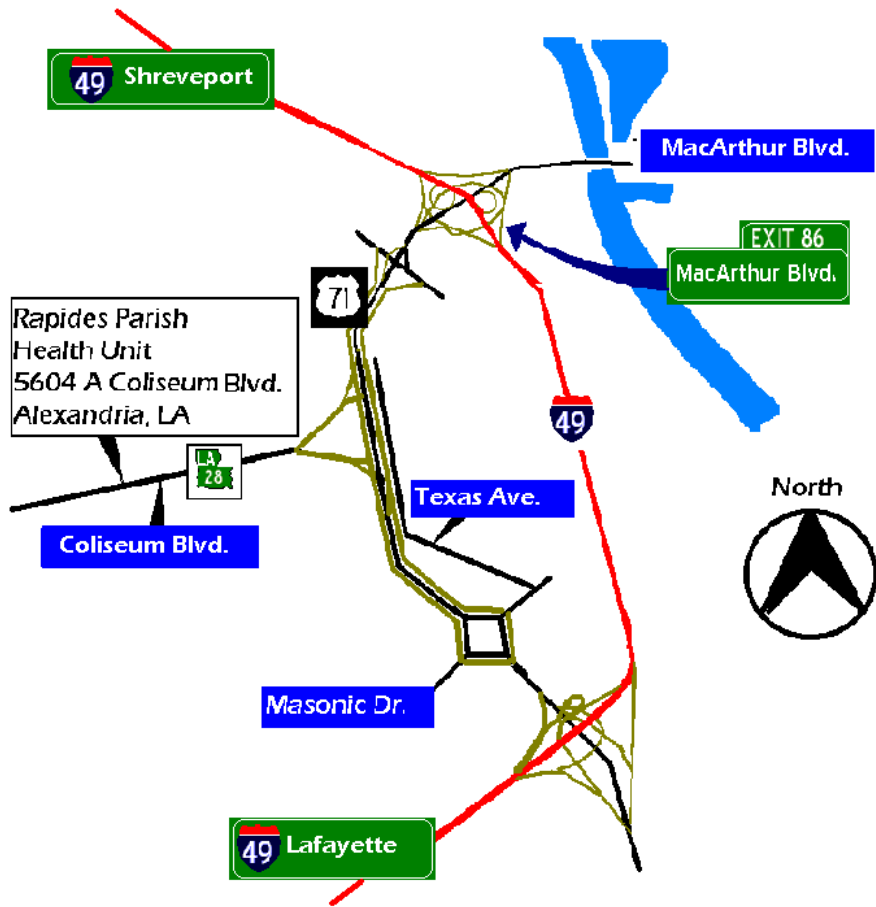 49 Shreveport
MacArthur Blvd.
EXIT 86
MacArthur Blvd.
71
Rapides Parish
Health Unit
5604 A Coliseum Blvd.
Alexandria, LA
49
LA
28
Texas Ave.
North
Coliseum Blvd.
Masonic Dr.
49 Lafayette